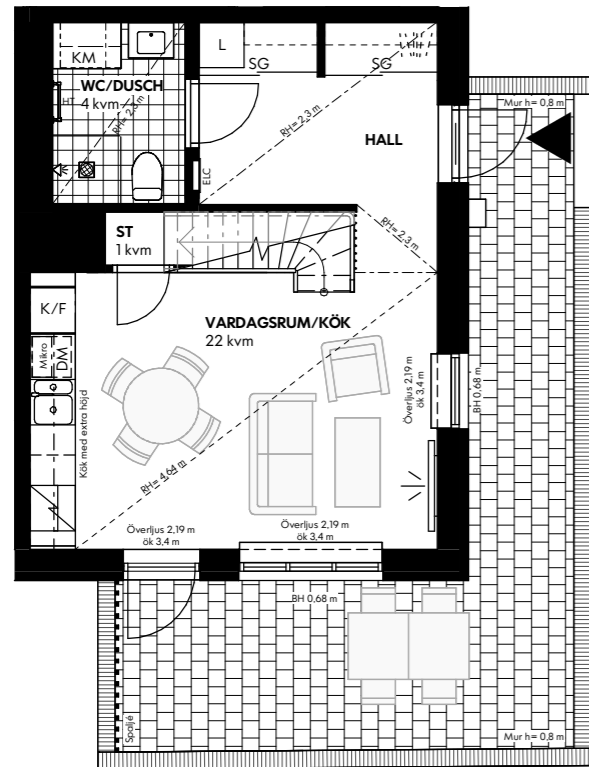 KM
L
SG
SG
Mur h= 0,8 m
WC/DUSCH
4 kvm
HT
RH= 2,3 m
RH= 2,3 m
HALL
ELC
ST
1 kvm
RH= 2,3 m
K/F
VARDAGSRUM/KÖK
22 kvm
Mikro
DM
Överljus 2,19 m
ök 3,4 m
BH 0,68 m
Kök med extra höjd
RH= 4,64 m
Överljus 2,19 m
ök 3,4 m
Överljus 2,19 m
ök 3,4 m
BH 0,68 m
Spaljé
Mur h= 0,8 m